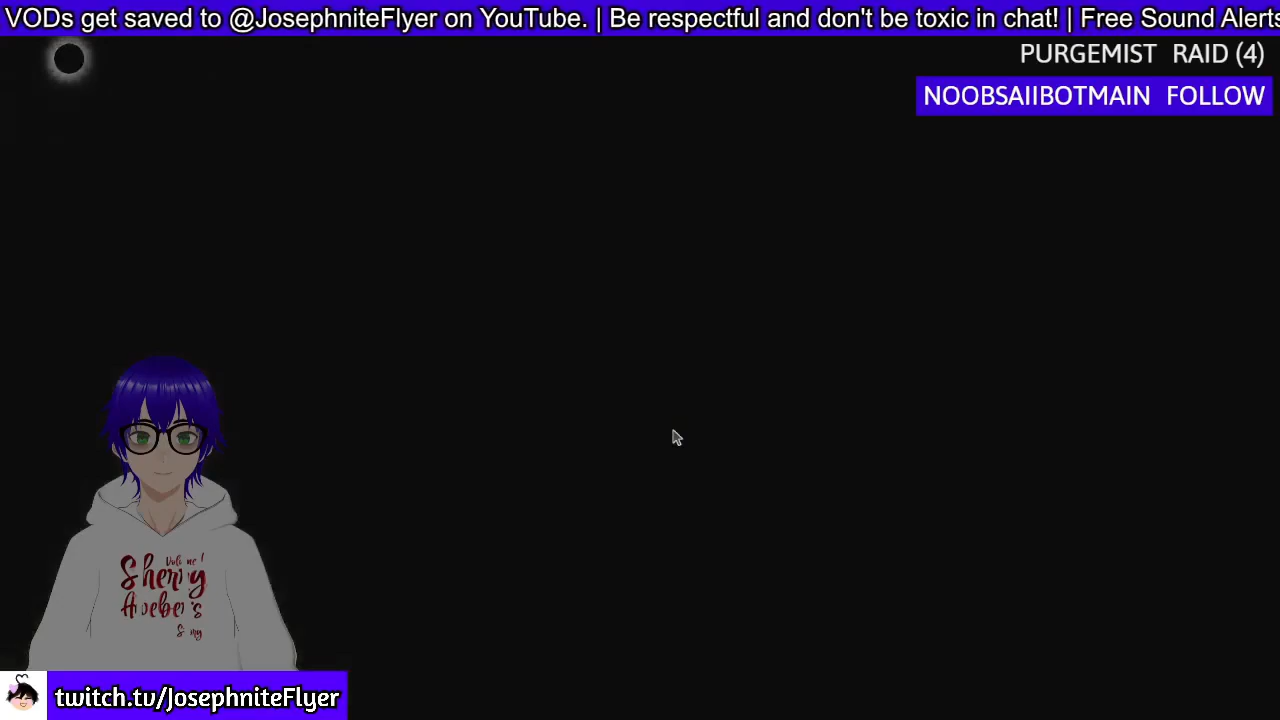 VODs get saved to @JosephniteFlyer on YouTube. | Be respectful and don't be toxic in chat! | Free Sound Alerts
PURGEMIST RAID (4)
NOOBSAIIBOTMAIN FOLLOW
Sherry
twitch.tv/JosephniteFlyer